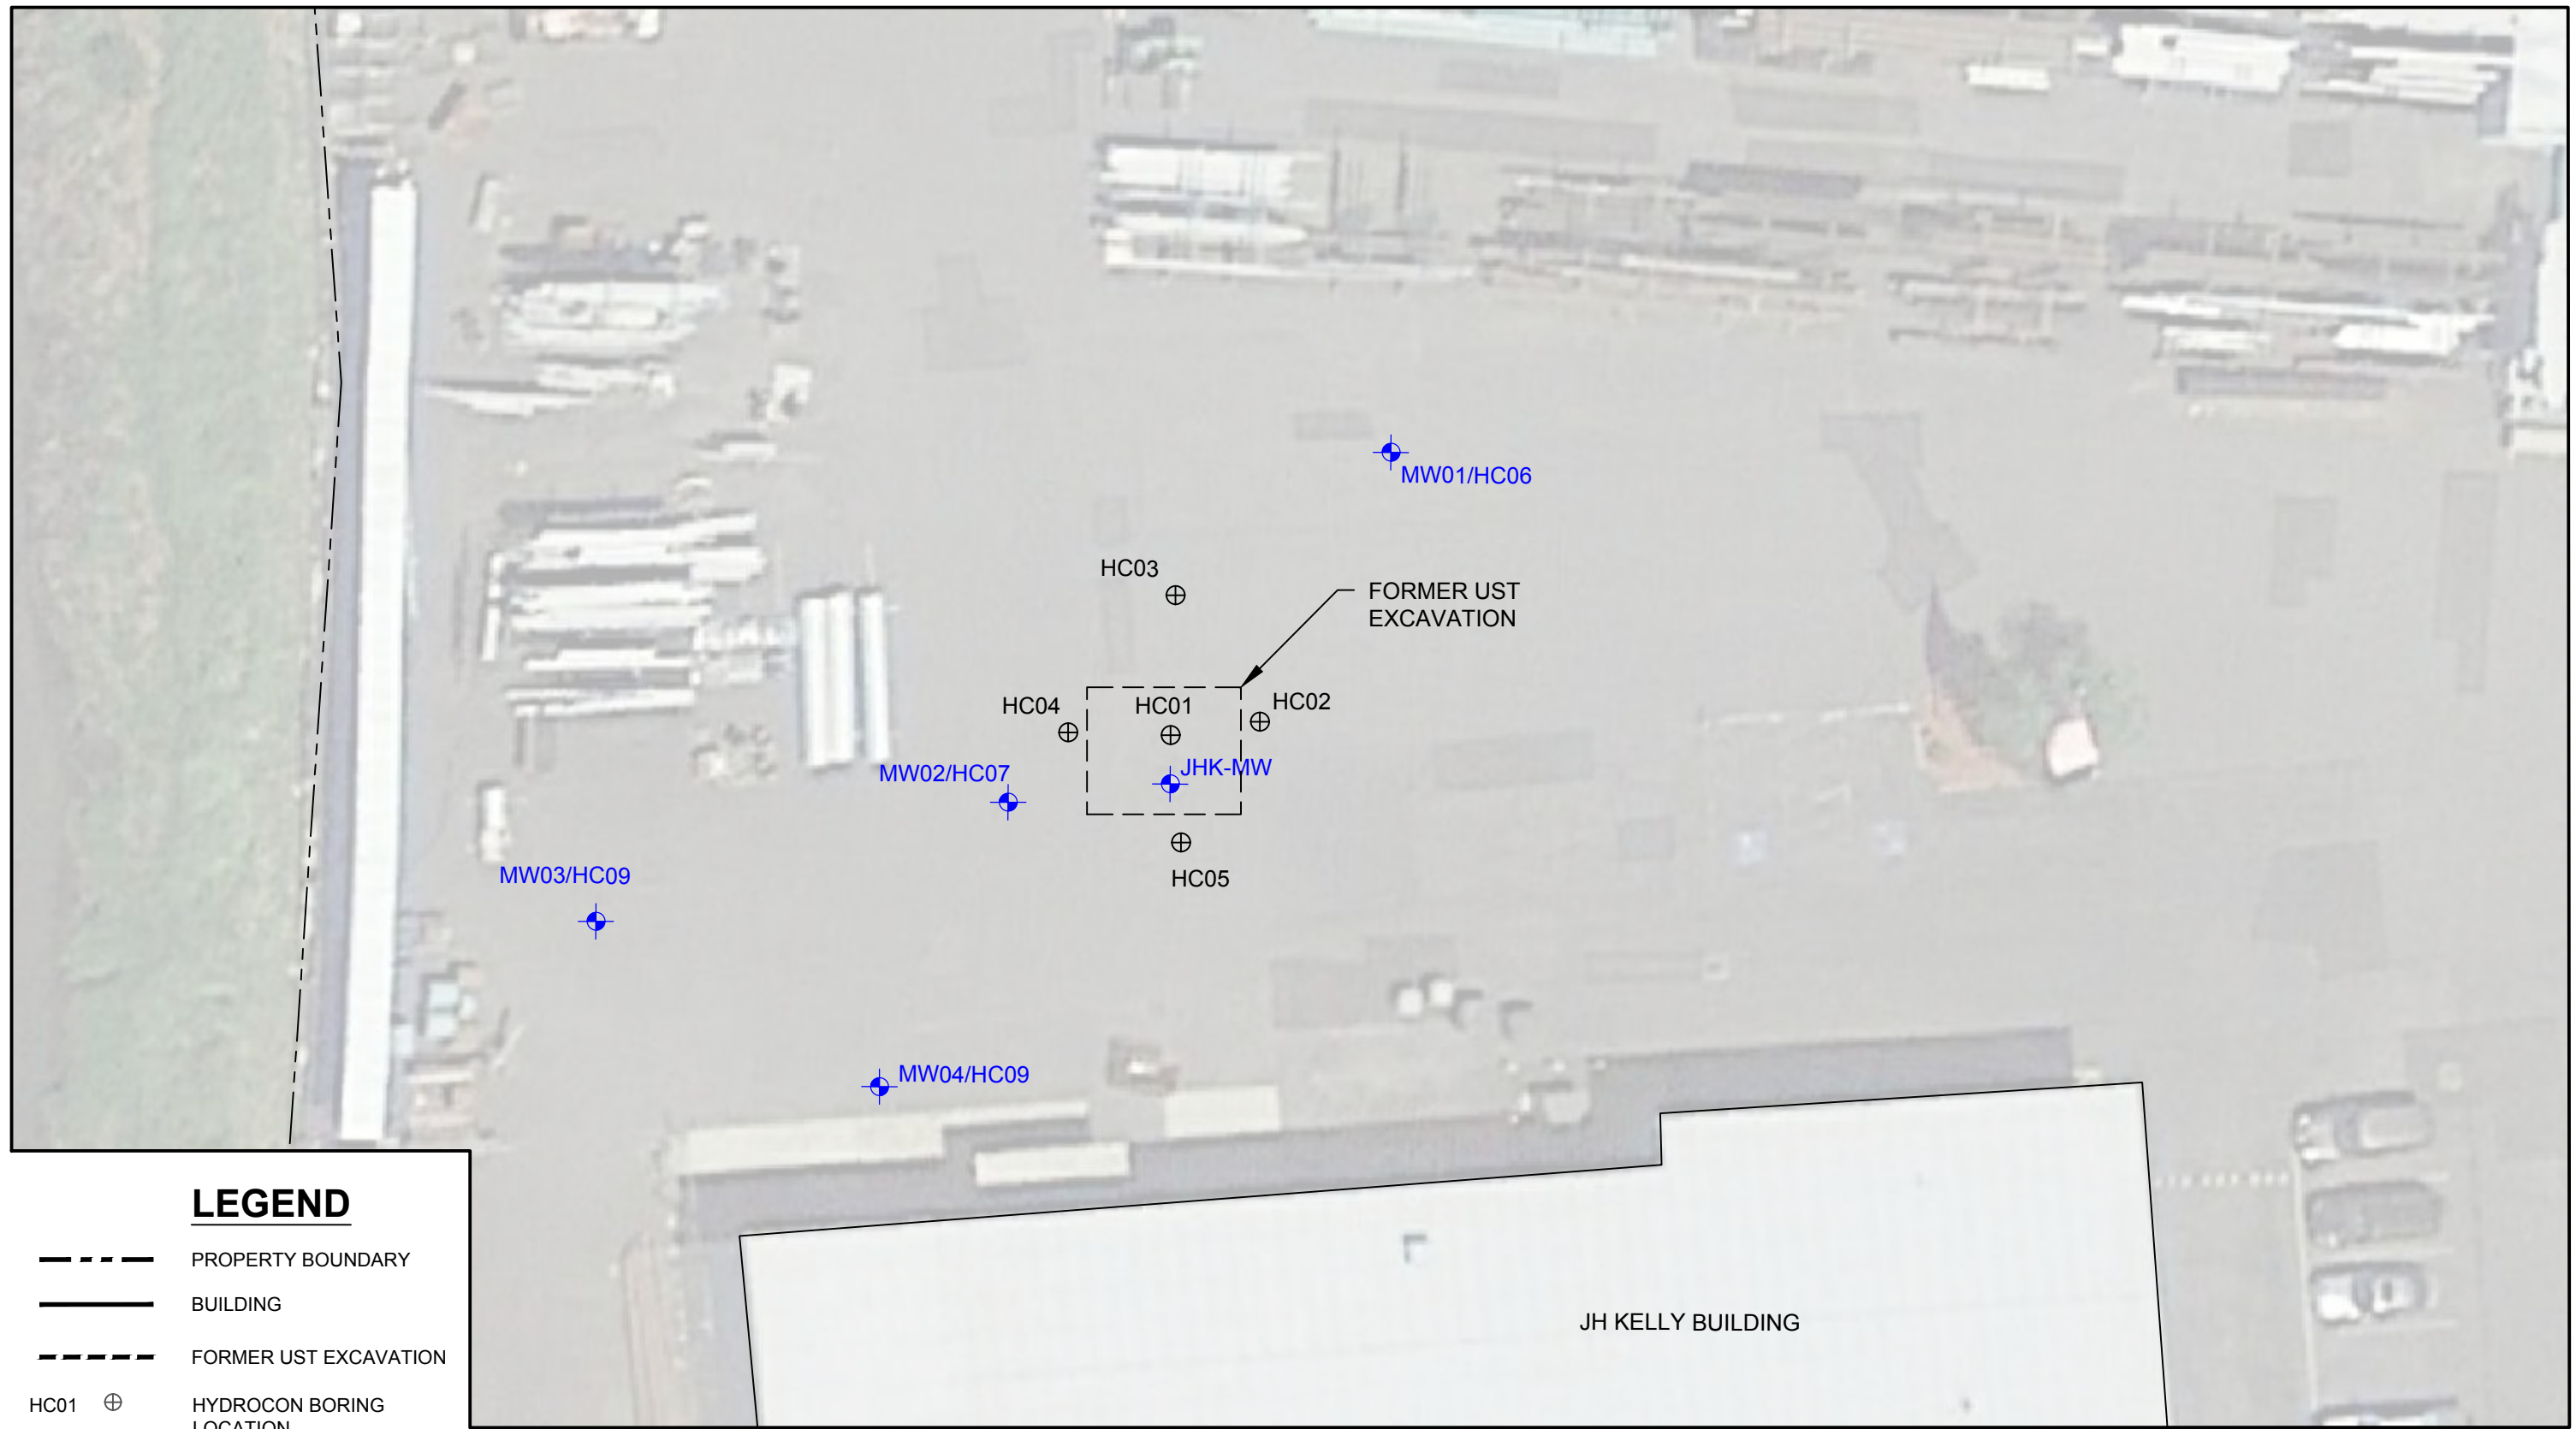 MW01/HC06
HC03
FORMER UST
EXCAVATION
HC04
HC01
HC02
MW02/HC07
JHK-MW
MW03/HC09
HC05
MW04/HC09
JH KELLY BUILDING
LEGEND
PROPERTY BOUNDARY
BUILDING
FORMER UST EXCAVATION
HC01
HYDROCON BORING
LOCATION